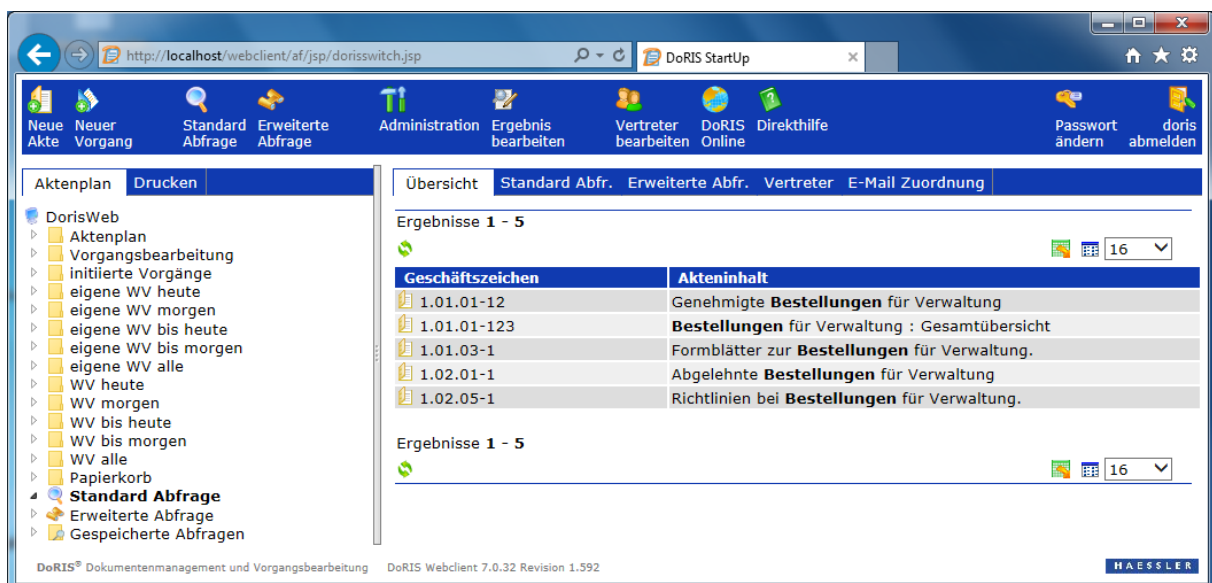 http://localhost/webclient/af/jsp/dorisswitch.jsp
DoRIS StartUp
Neue Akte
Neuer Vorgang
Standard Abfrage
Erweiterte Abfrage
Administration
Ergebnis bearbeiten
Vertreter bearbeiten
DoRIS Online
Direkthilfe
Passwort ändern
doris abmelden
Aktenplan Drucken
DorisWeb
Aktenplan
Vorgangsbearbeitung
initiierte Vorgänge
eigene WV heute
eigene WV morgen
eigene WV bis heute
eigene WV bis morgen
eigene WV alle
WV heute
WV morgen
WV bis heute
WV bis morgen
WV alle
Papierkorb
Standard Abfrage
Erweiterte Abfrage
Gespeicherte Abfragen
Übersicht Standard Abfr. Erweiterte Abfr. Vertreter E-Mail Zuordnung
Ergebnisse 1 - 5
16
Geschäftszeichen Akteninhalt
1.01.01-12 Genehmigte Bestellungen für Verwaltung
1.01.01-123 Bestellungen für Verwaltung : Gesamtübersicht
1.01.03-1 Formblätter zur Bestellungen für Verwaltung.
1.02.01-1 Abgelehnte Bestellungen für Verwaltung
1.02.05-1 Richtlinien bei Bestellungen für Verwaltung.
Ergebnisse 1 - 5
16
DoRIS® Dokumentenmanagement und Vorgangsbearbeitung DoRIS Webclient 7.0.32 Revision 1.592
HAESSLER